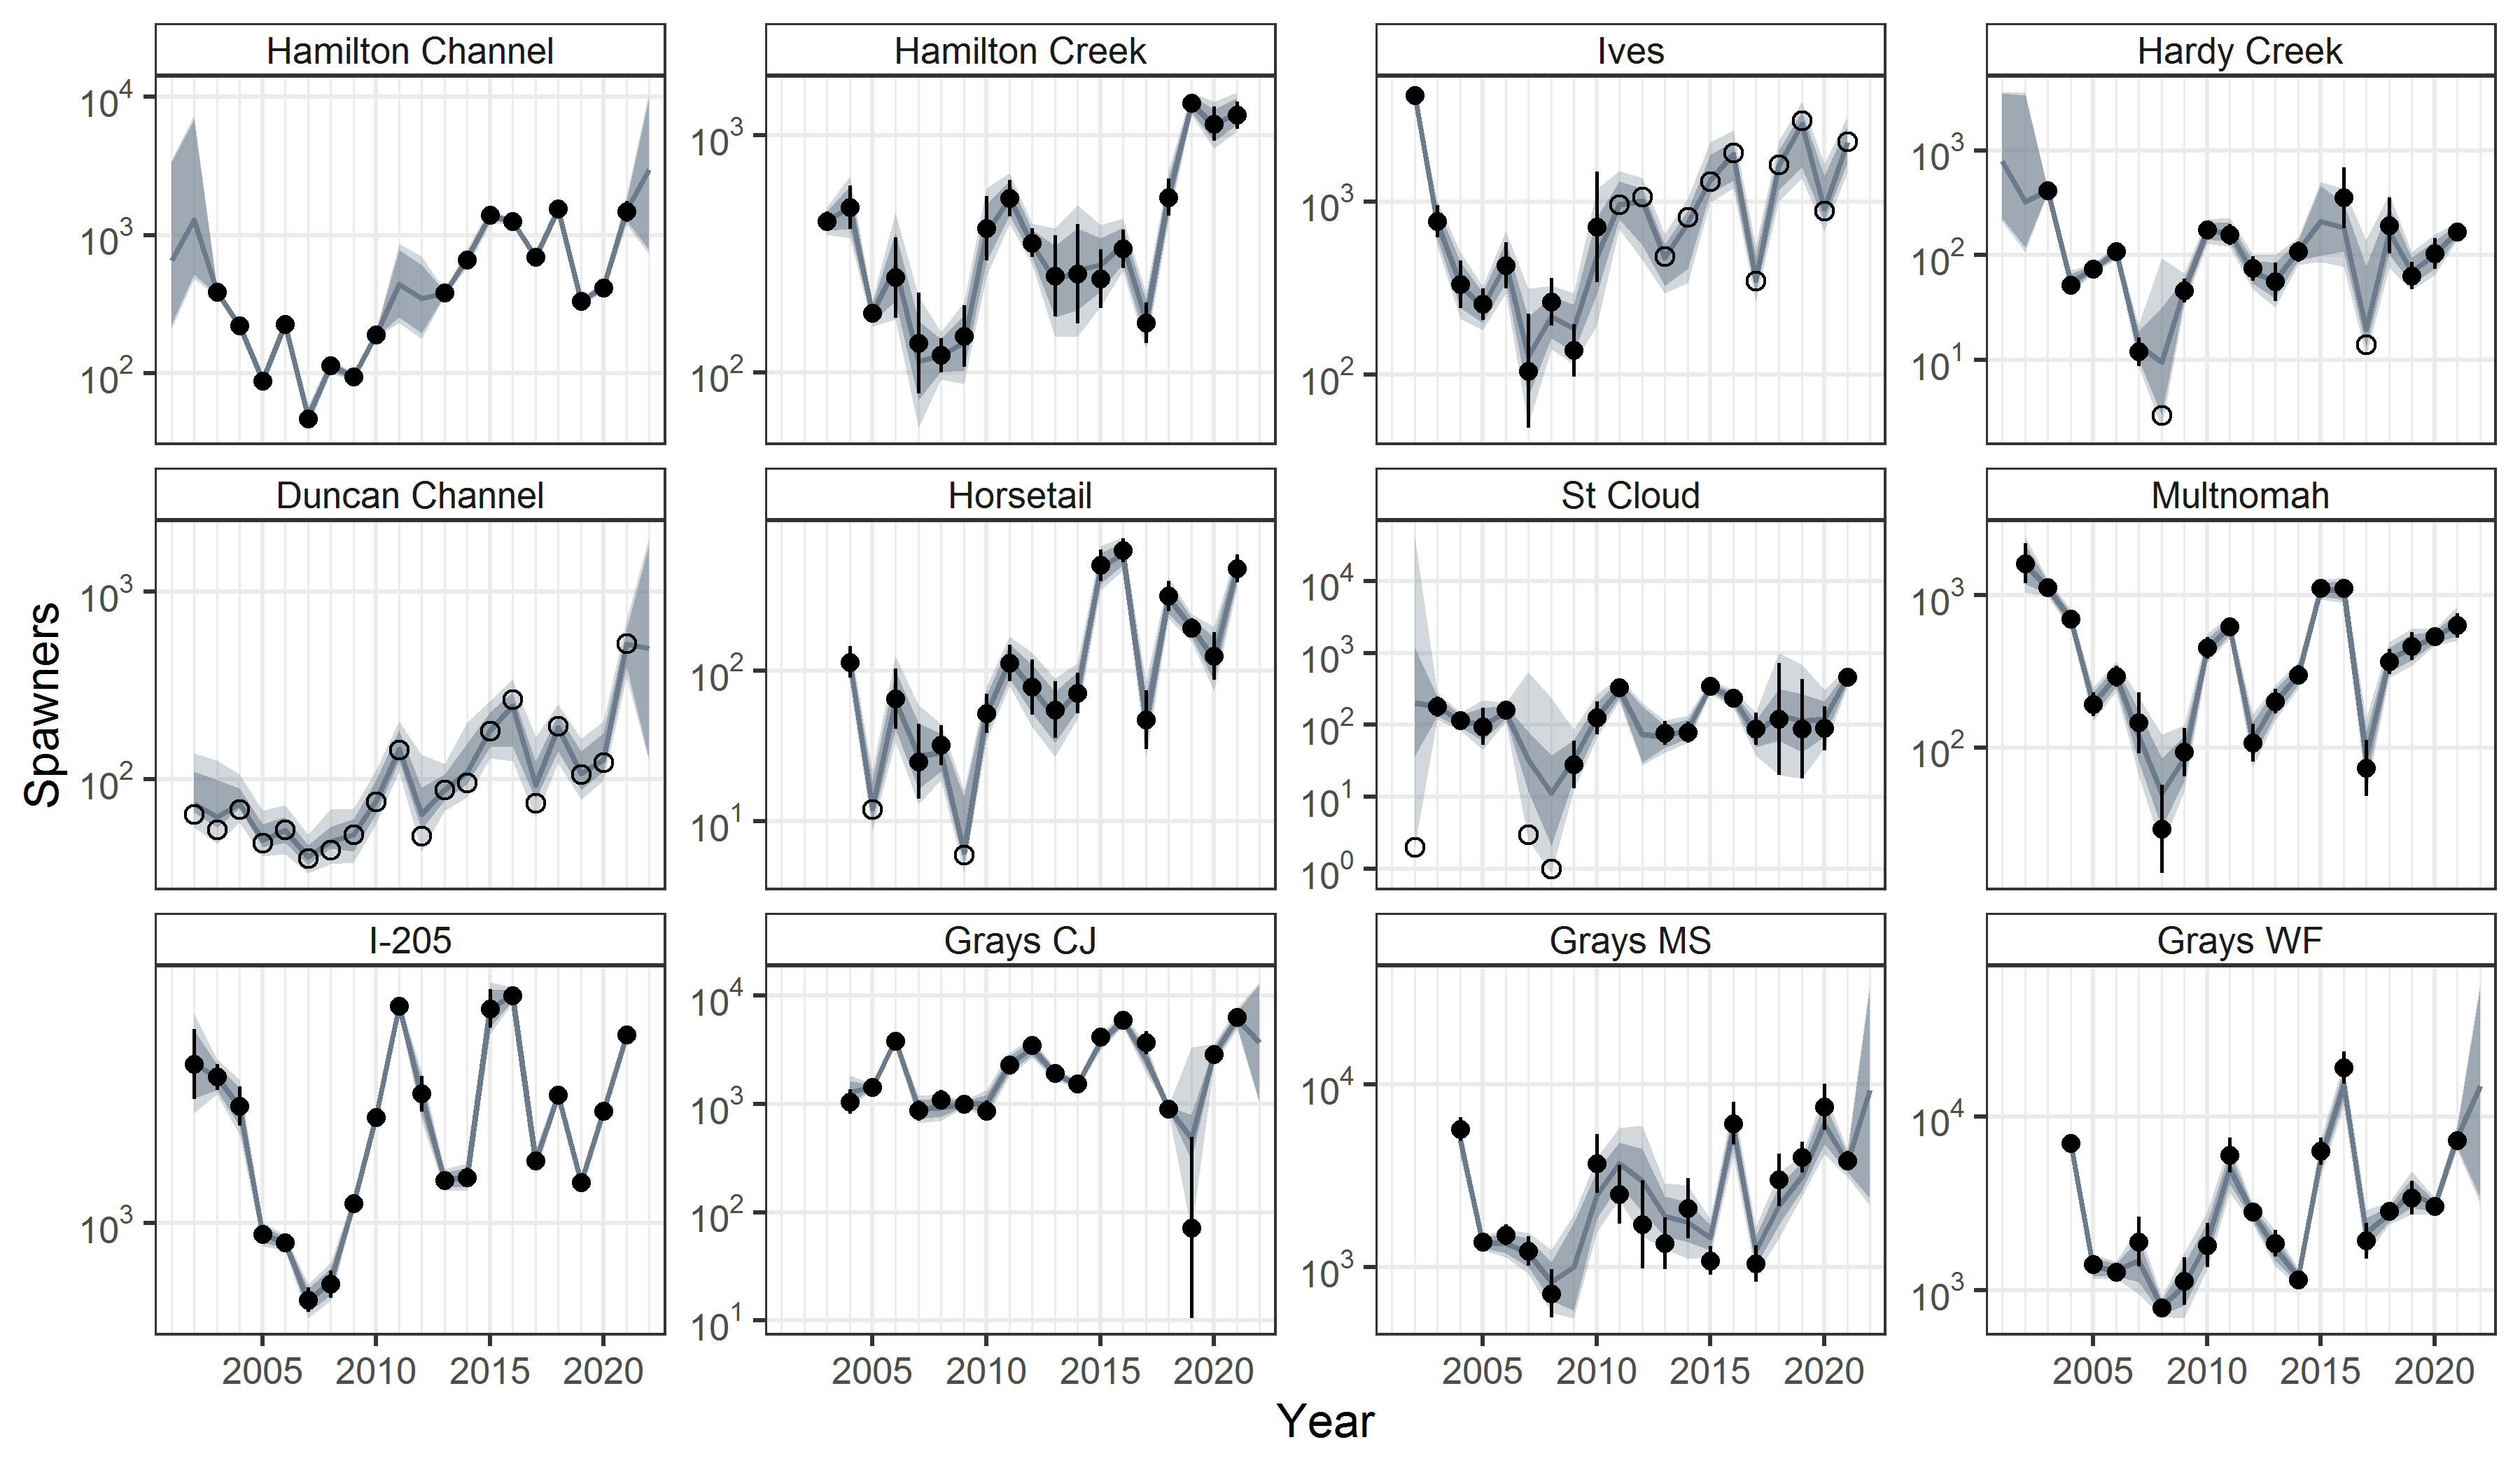 Hamilton Channel
Hamilton Creek
Ives
Hardy Creek
10^4
10^3
10^2
10^3
10^2
10^3
10^2
10^3
10^2
10^1
Duncan Channel
Horsetail
St Cloud
Multnomah
10^3
10^2
10^2
10^1
10^4
10^3
10^2
10^1
10^0
10^3
10^2
I-205
Grays CJ
Grays MS
Grays WF
10^3
10^4
10^3
10^2
10^1
10^4
10^3
10^4
10^3
2005 2010 2015 2020
2005 2010 2015 2020
2005 2010 2015 2020
2005 2010 2015 2020
Spawners
Year